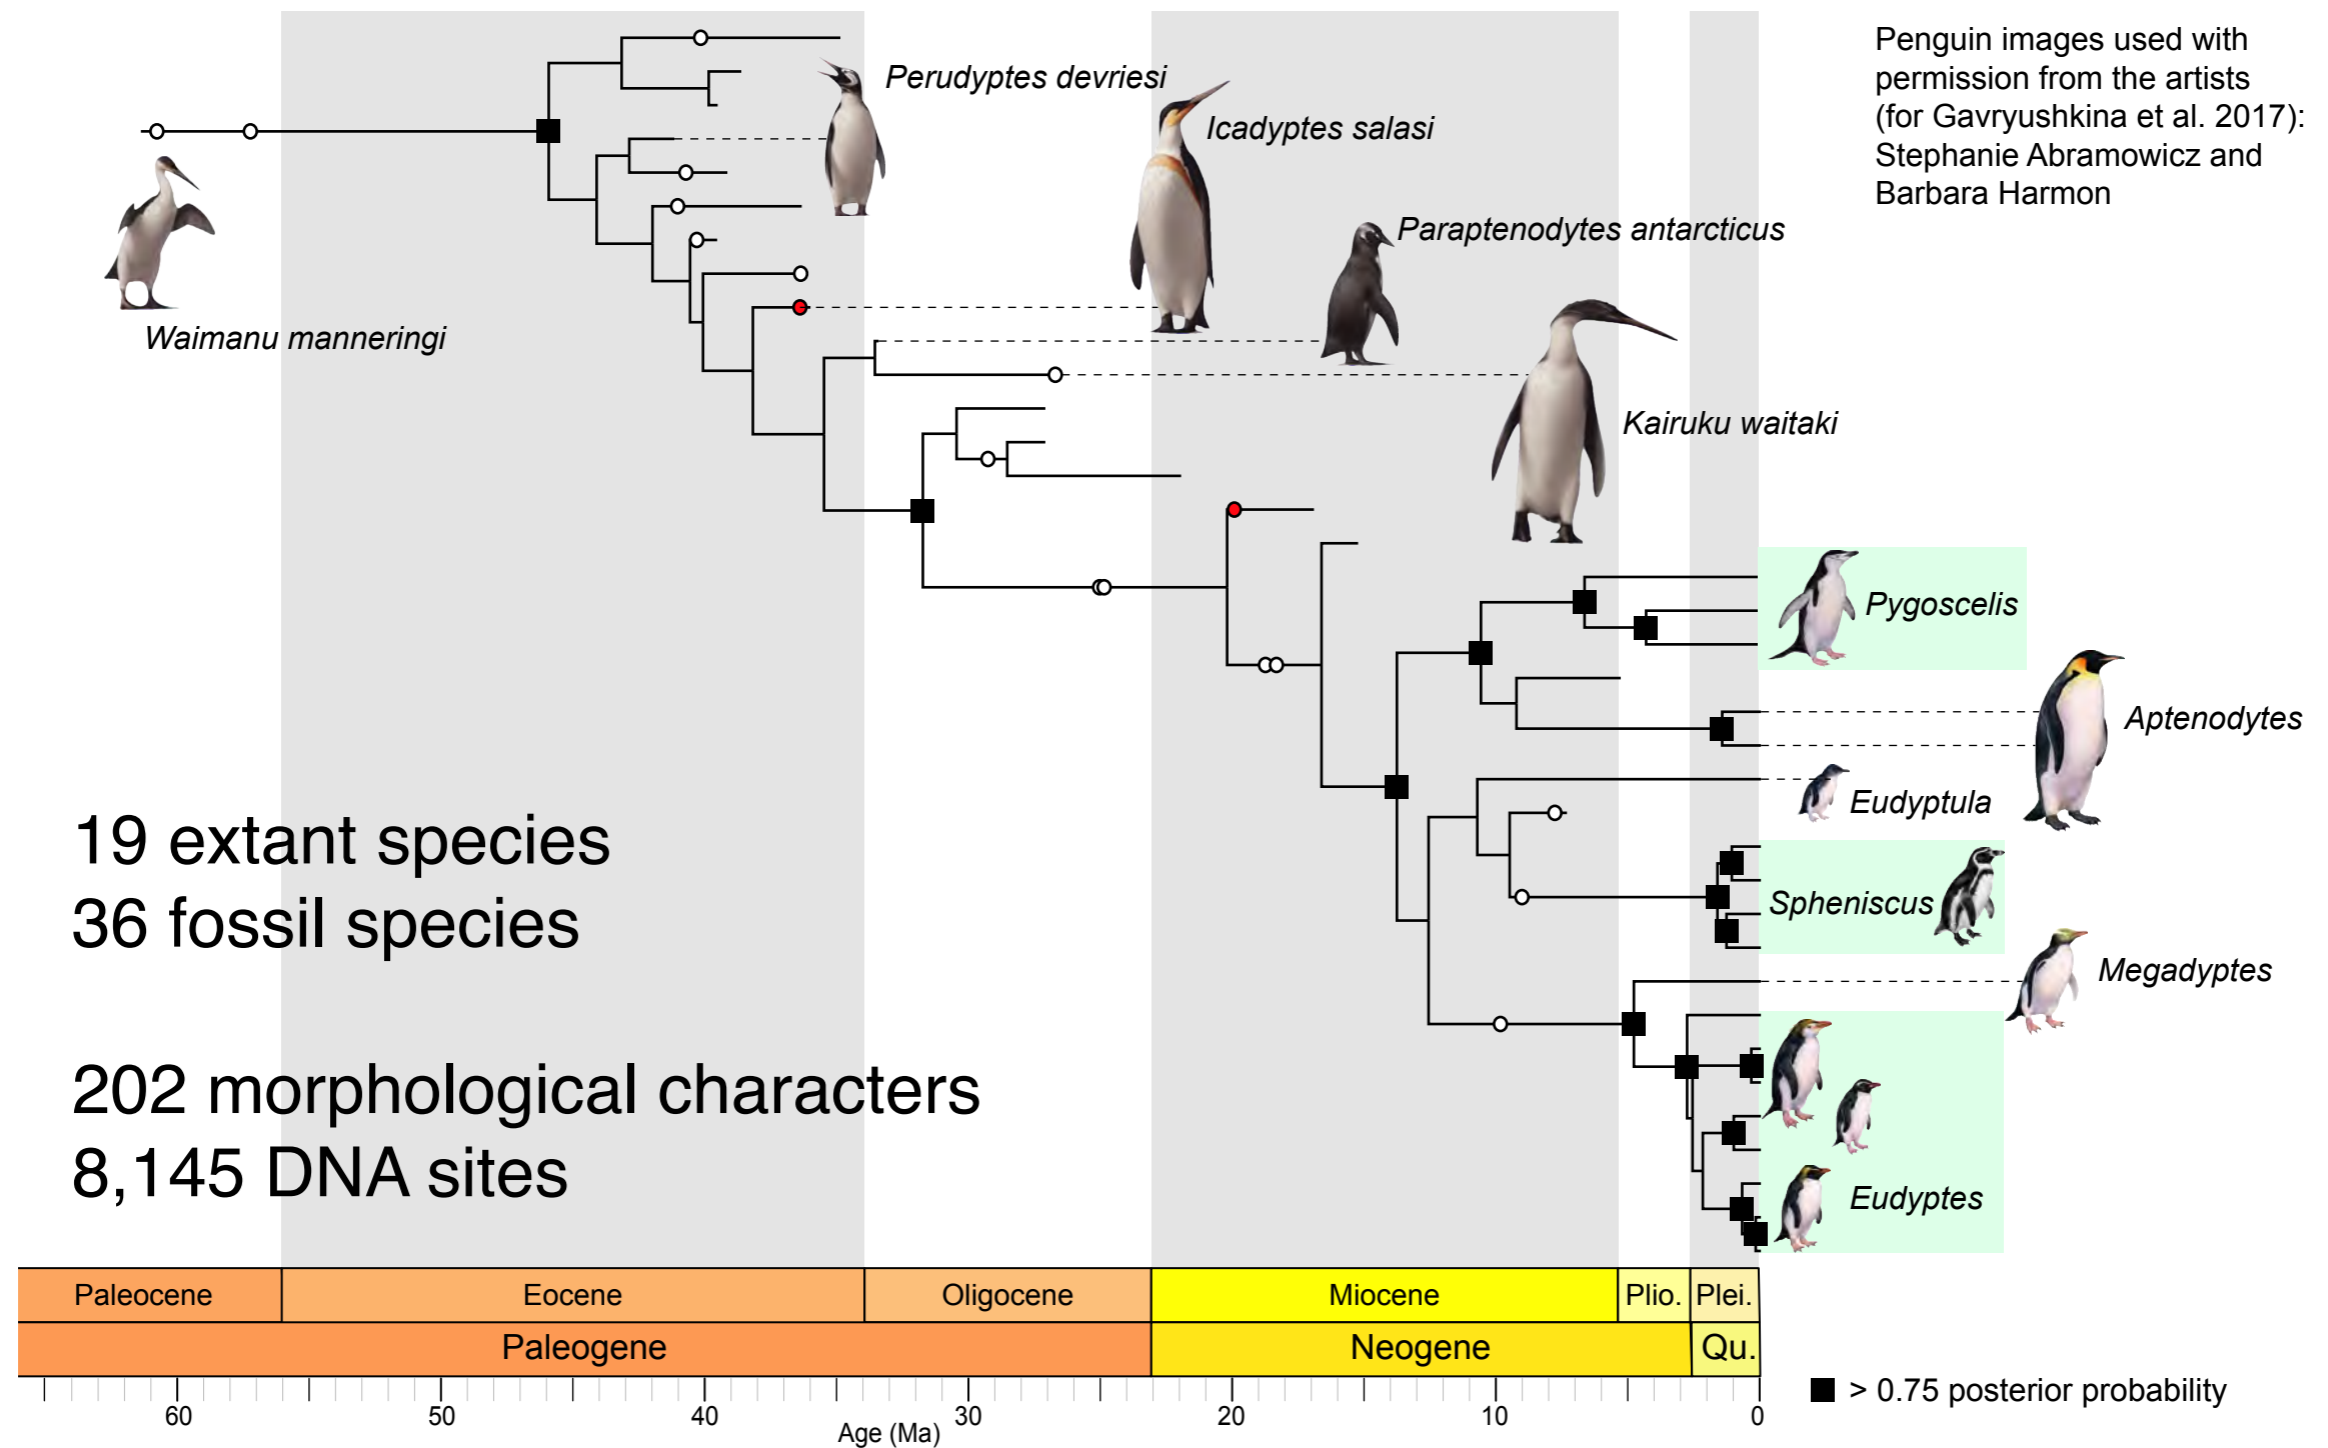 Penguin images used with
permission from the artists
(for Gavryushkina et al. 2017):
Stephanie Abramowicz and
Barbara Harmon
Perudyptes devriesi
Icadyptes salasi
Paraptenodytes antarcticus
Waimanu manneringi
Kairuku waitaki
Pygoscelis
Aptenodytes
Eudyptula
Spheniscus
Megadyptes
Eudyptes
19 extant species
36 fossil species
202 morphological characters
8,145 DNA sites
Paleocene Eocene Oligocene Miocene Plio. Plei.
Paleogene Neogene Qu.
60 50 40 30 20 10 0
Age (Ma)
> 0.75 posterior probability